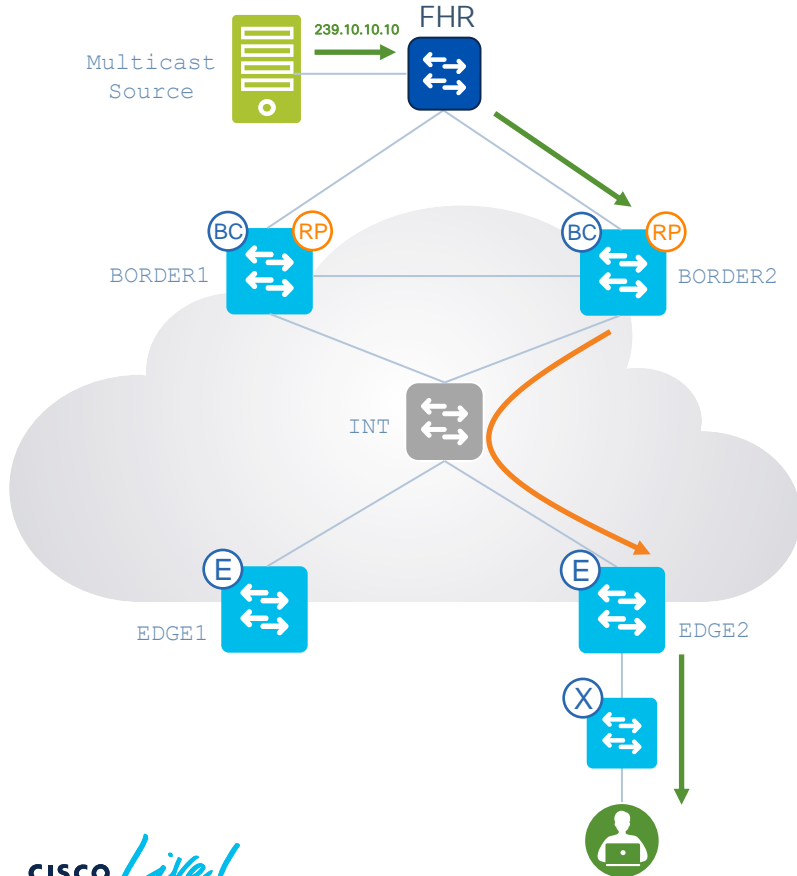 FHR
239.10.10.10
Multicast
Source
BC
RP
BC
RP
BORDER1
BORDER2
INT
E
E
EDGE1
EDGE2
X
CISCO Live!